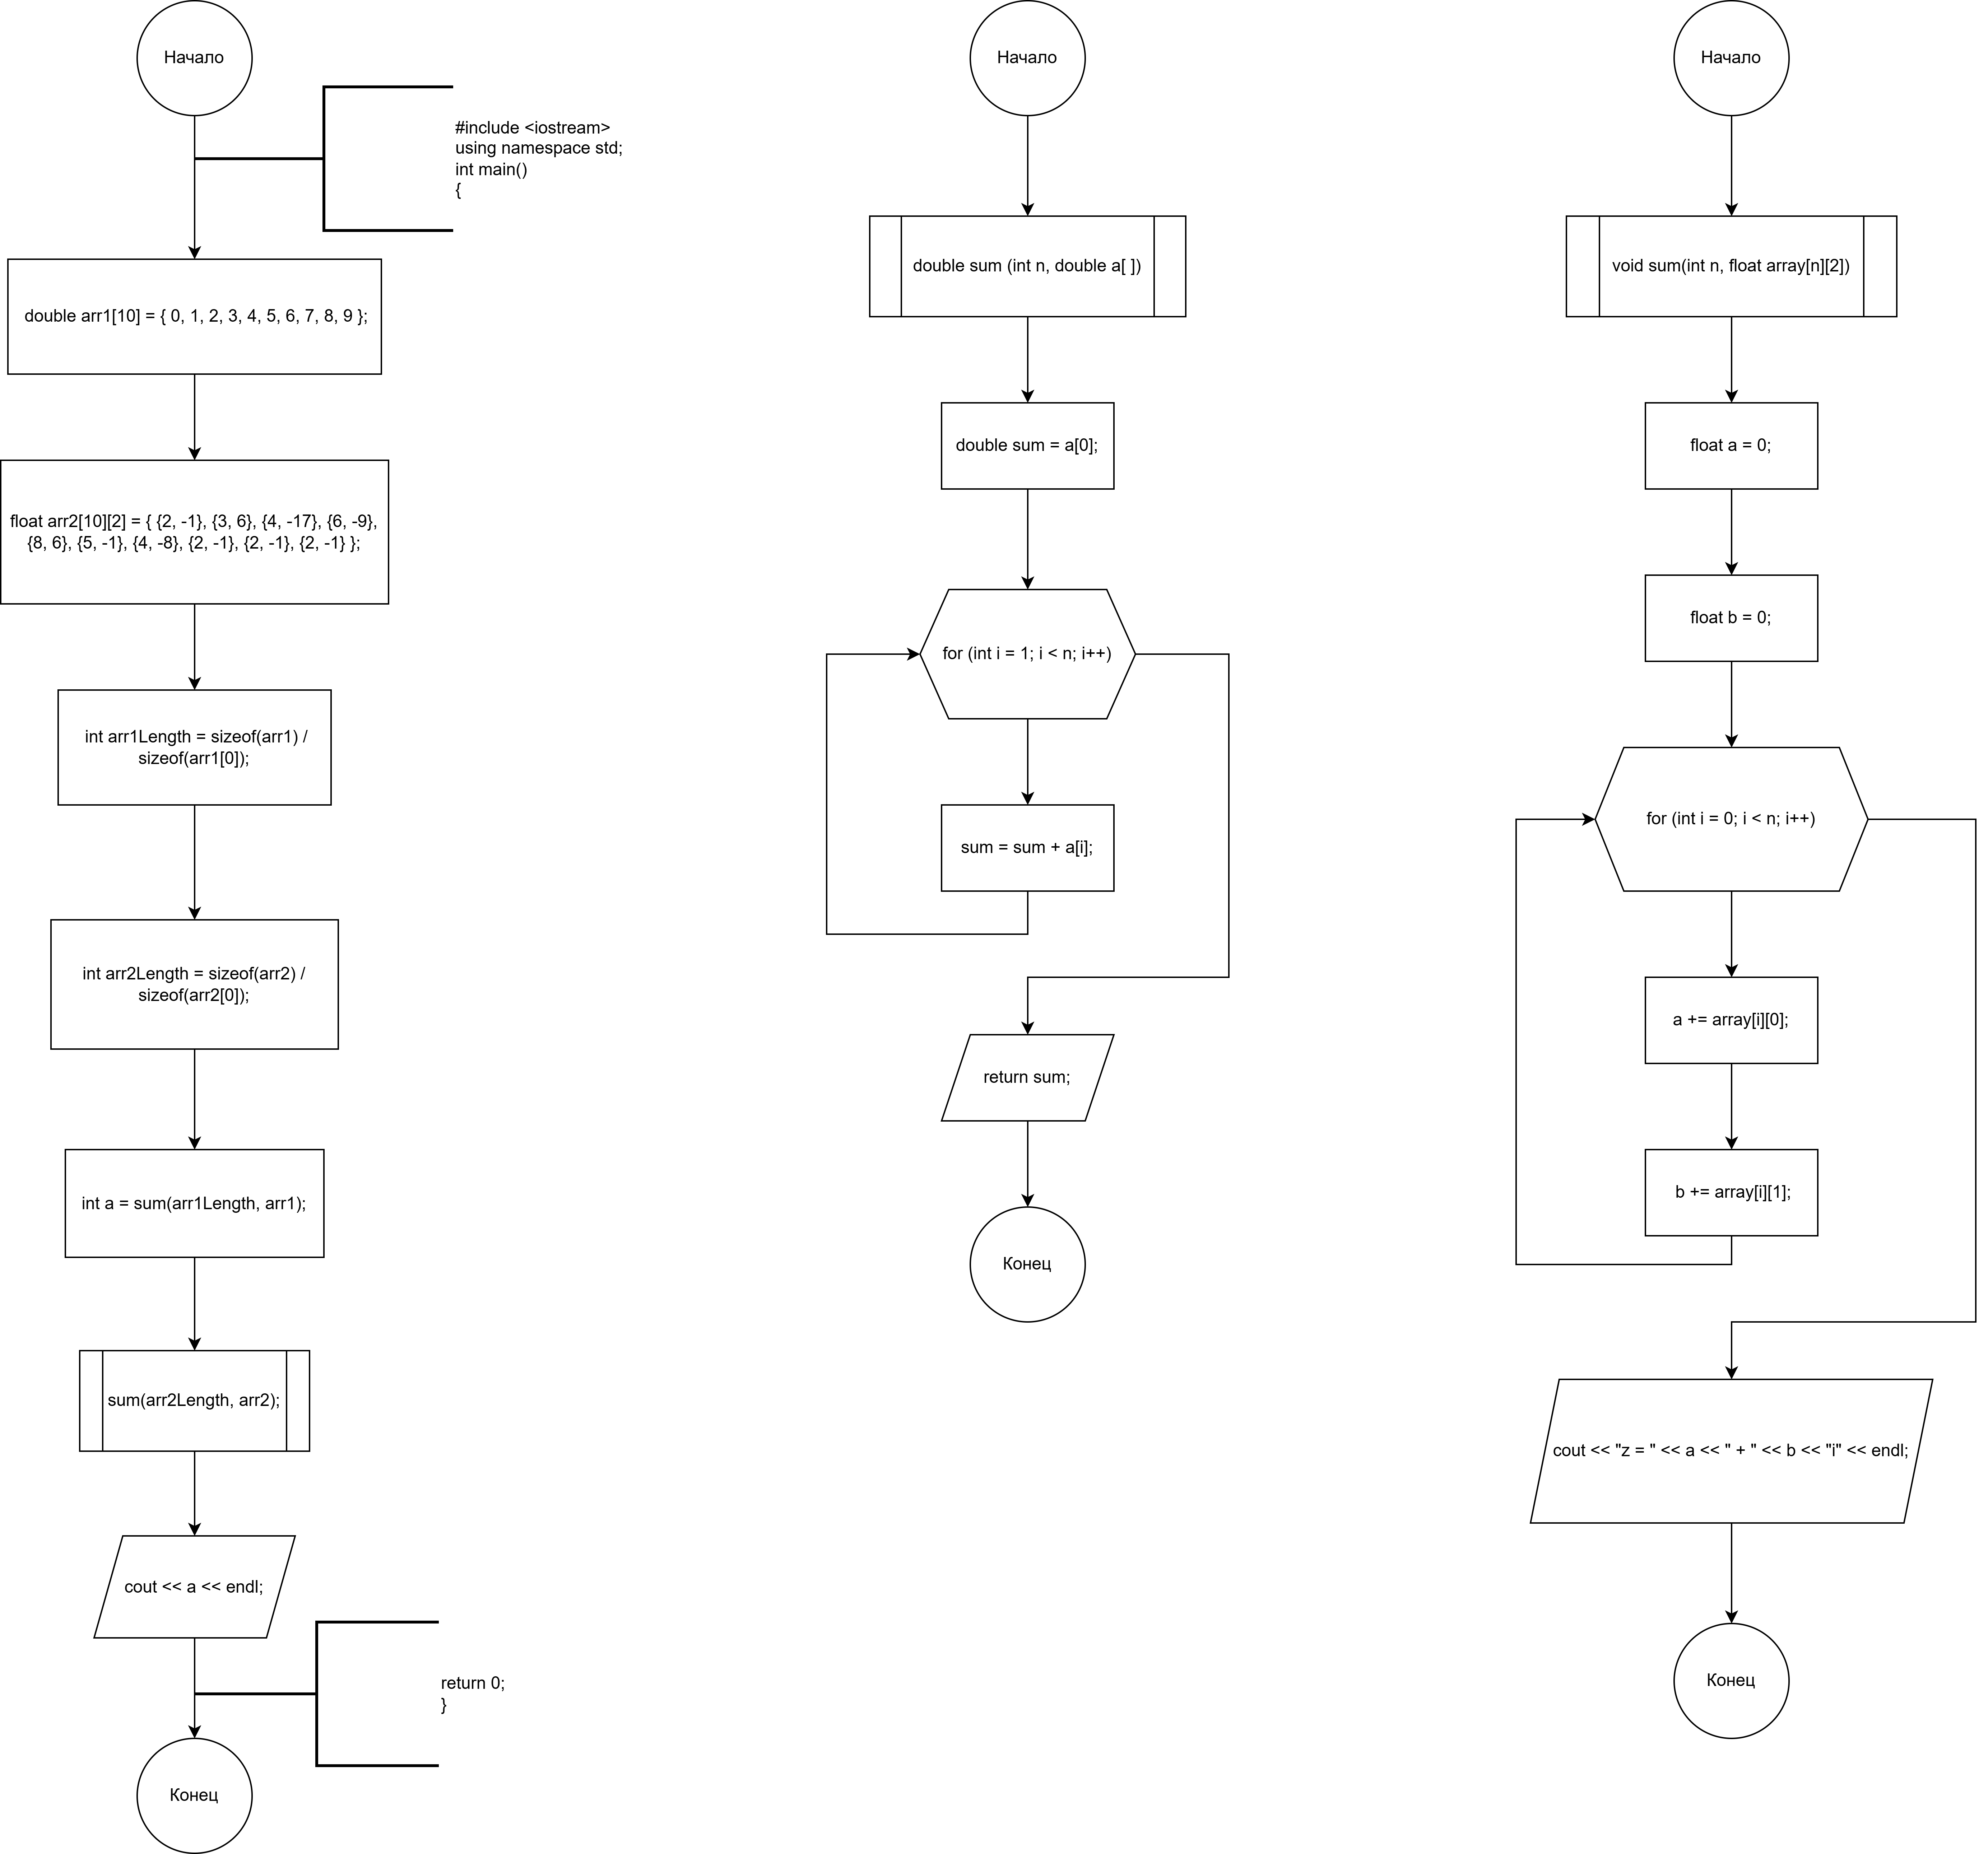 Начало
#include <iostream>
using namespace std;
int main()
{
double arr1[10] = { 0, 1, 2, 3, 4, 5, 6, 7, 8, 9 };
float arr2[10][2] = { {2, -1}, {3, 6}, {4, -17}, {6, -9},
{8, 6}, {5, -1}, {4, -8}, {2, -1}, {2, -1}, {2, -1} };
int arr1Length = sizeof(arr1) /
sizeof(arr1[0]);
int arr2Length = sizeof(arr2) /
sizeof(arr2[0]);
int a = sum(arr1Length, arr1);
sum(arr2Length, arr2);
cout << a << endl;
return 0;
}
Конец
Начало
double sum (int n, double a[ ])
double sum = a[0];
for (int i = 1; i < n; i++)
sum = sum + a[i];
return sum;
Конец
Начало
void sum(int n, float array[n][2])
float a = 0;
float b = 0;
for (int i = 0; i < n; i++)
a += array[i][0];
b += array[i][1];
cout << "z = " << a << " + " << b << "i" << endl;
Конец